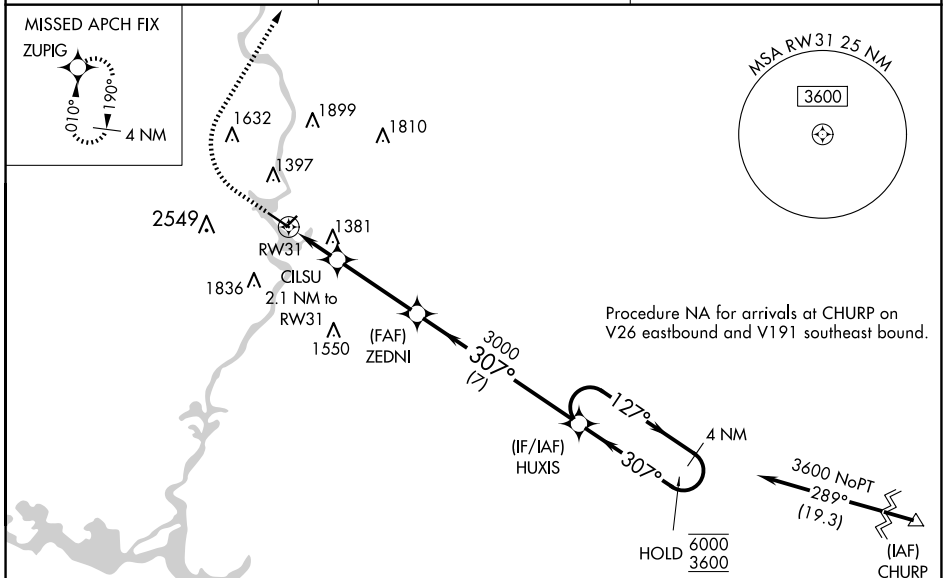 MISSED APCH FIX
ZUPIG
010°
190°
4 NM
MSA RW31 25 NM
3600
1632
1899
1810
1397
2549
1381
RW31
1836
CILSU
2.1 NM to
RW31
1550
(FAF)
ZEDNI
3000
307°
(7)
Procedure NA for arrivals at CHURP on
V26 eastbound and V191 southeast bound.
(IF/IAF)
HUXIS
127°
307°
4 NM
HOLD
6000
3600
3600 NoPT
289°
(19.3)
(IAF)
CHURP